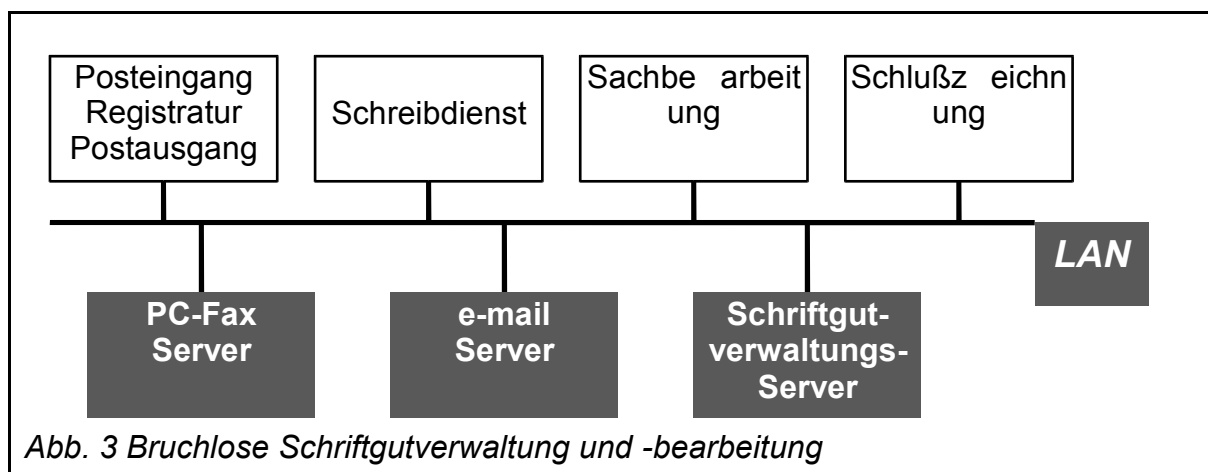 Posteingang
Registratur
Postausgang
Schreibdienst
Sachbe arbeit
ung
Schlußz eichn
ung
LAN
PC-Fax
Server
e-mail
Server
Schriftgut-
verwaltungs-
Server
Abb. 3 Bruchlose Schriftgutverwaltung und -bearbeitung